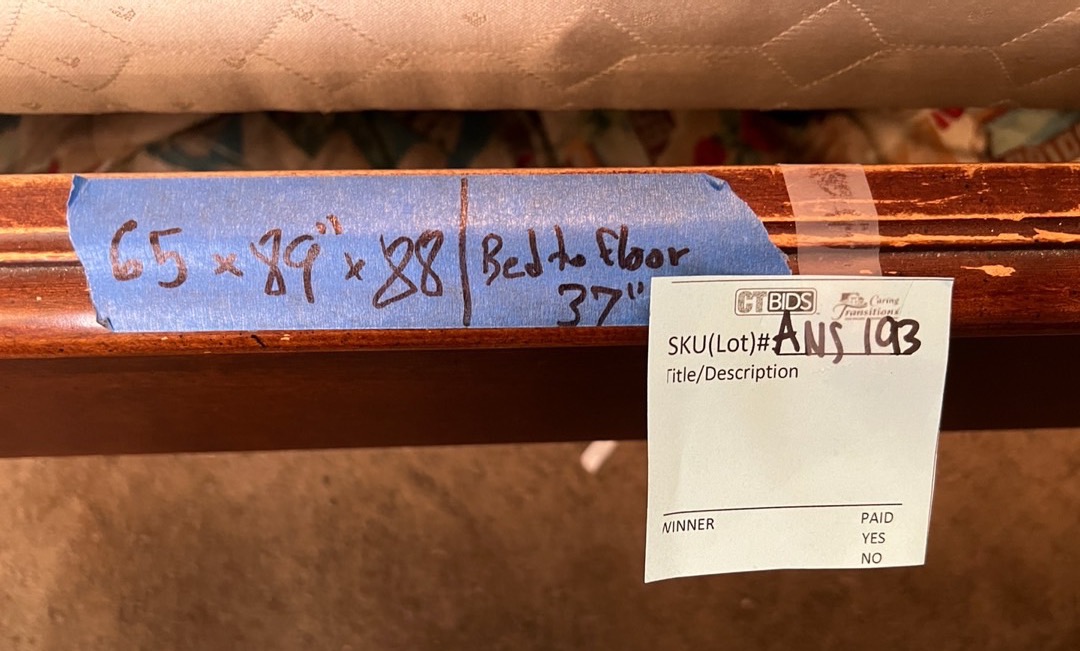 65 x 89" x 88 | Bed to floor
37"
CTBIDS Caring Transitions
SKU(Lot)# ANS 193
Title/Description
WINNER PAID
YES
NO